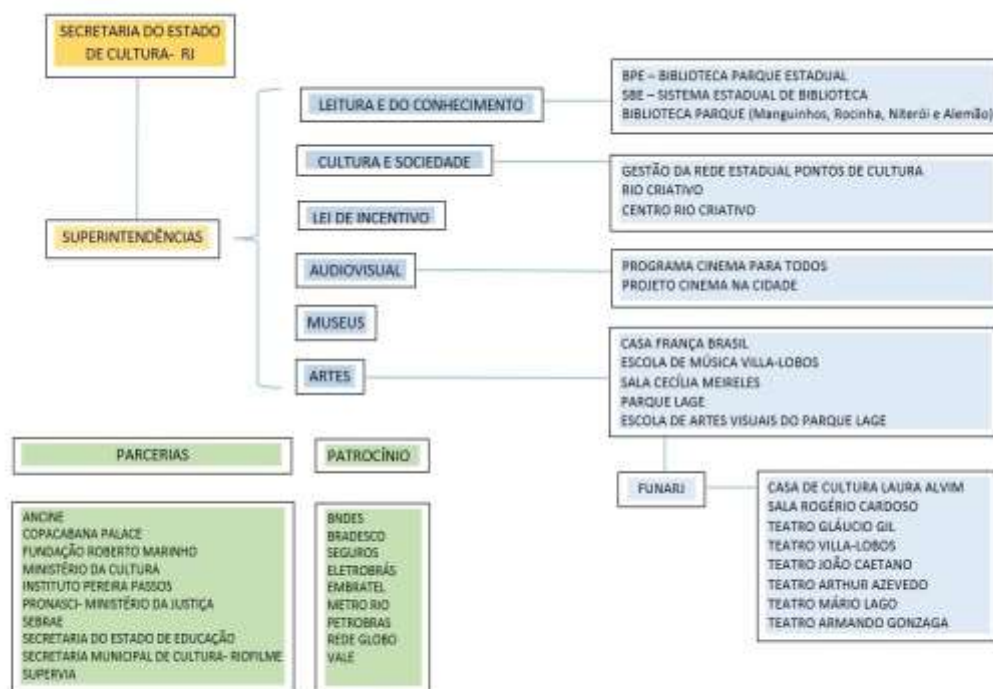 SECRETARIA DO ESTADO
DE CULTURA- RJ
SUPERINTENDÊNCIAS
LEITURA E DO CONHECIMENTO
BPE – BIBLIOTECA PARQUE ESTADUAL
SBE – SISTEMA ESTADUAL DE BIBLIOTECA
BIBLIOTECA PARQUE (Manguinhos, Rocinha, Niterói e Alemão)
CULTURA E SOCIEDADE
GESTÃO DA REDE ESTADUAL PONTOS DE CULTURA
RIO CRIATIVO
CENTRO RIO CRIATIVO
LEI DE INCENTIVO
AUDIOVISUAL
PROGRAMA CINEMA PARA TODOS
PROJETO CINEMA NA CIDADE
MUSEUS
ARTES
CASA FRANÇA BRASIL
ESCOLA DE MÚSICA VILLA-LOBOS
SALA CECÍLIA MEIRELES
PARQUE LAGE
ESCOLA DE ARTES VISUAIS DO PARQUE LAGE
FUNARJ
CASA DE CULTURA LAURA ALVIM
SALA ROGÉRIO CARDOSO
TEATRO GLÁUCIO GIL
TEATRO VILLA-LOBOS
TEATRO JOÃO CAETANO
TEATRO ARTHUR AZEVEDO
TEATRO MÁRIO LAGO
TEATRO ARMANDO GONZAGA
PARCERIAS
ANCINE
COPACABANA PALACE
FUNDAÇÃO ROBERTO MARINHO
MINISTÉRIO DA CULTURA
INSTITUTO PEREIRA PASSOS
PRONASCI- MINISTÉRIO DA JUSTIÇA
SEBRAE
SECRETARIA DO ESTADO DE EDUCAÇÃO
SECRETARIA MUNICIPAL DE CULTURA- RIOFILME
SUPERVIA
PATROCÍNIO
BNDES
BRADESCO
SEGUROS
ELETROBRÁS
EMBRATEL
METRO RIO
PETROBRAS
REDE GLOBO
VALE